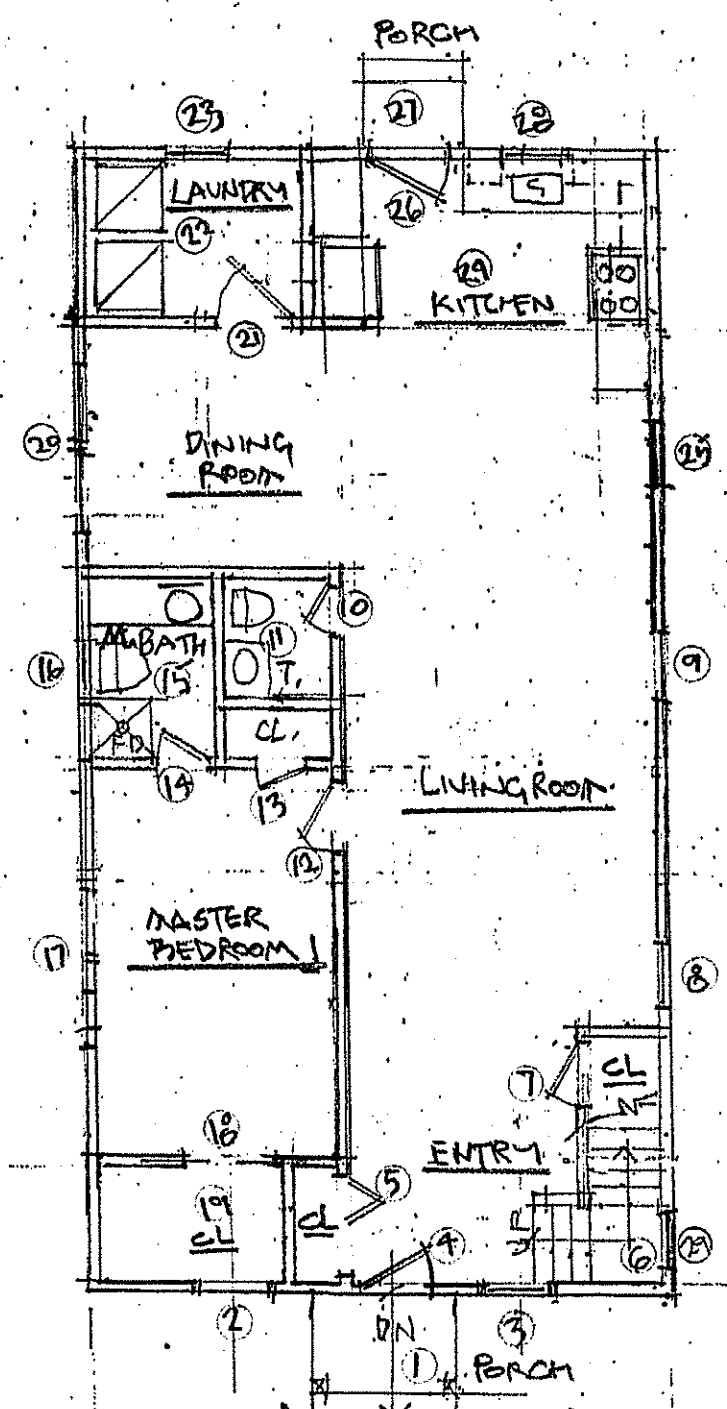 PORCH
23
27
28
LAUNDRY
S
22
26
29
KITCHEN
21
20
DINING
ROOM
25
10
11
M. BATH
16
15
T.
9
CL.
FD
14
13
LIVING ROOM
12
MASTER
BEDROOM 1
17
8
7
CL
18
ENTRY
19
CL
CL
5
4
UP
6
29
2
DN
3
1
PORCH